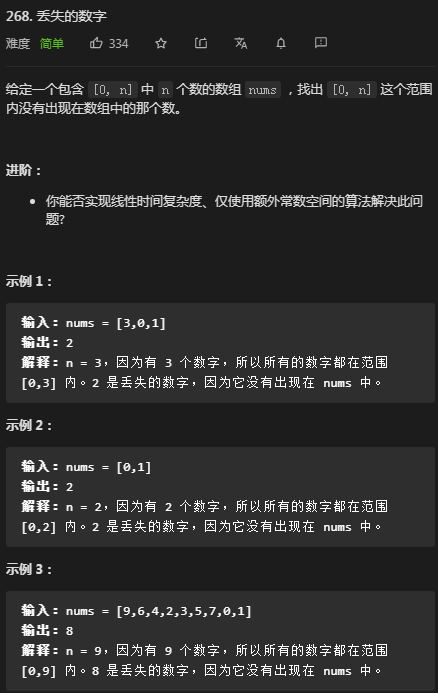 268. 丢失的数字
难度 简单 334
给定一个包含 [0, n] 中 n 个数的数组 nums ，找出 [0, n] 这个范围
内没有出现在数组中的那个数。
进阶：
• 你能否实现线性时间复杂度、仅使用额外常数空间的算法解决此问
题?
示例 1：
输入：nums = [3,0,1]
输出：2
解释：n = 3，因为有 3 个数字，所以所有的数字都在范围
[0,3] 内。2 是丢失的数字，因为它没有出现在 nums 中。
示例 2：
输入：nums = [0,1]
输出：2
解释：n = 2，因为有 2 个数字，所以所有的数字都在范围
[0,2] 内。2 是丢失的数字，因为它没有出现在 nums 中。
示例 3：
输入：nums = [9,6,4,2,3,5,7,0,1]
输出：8
解释：n = 9，因为有 9 个数字，所以所有的数字都在范围
[0,9] 内。8 是丢失的数字，因为它没有出现在 nums 中。